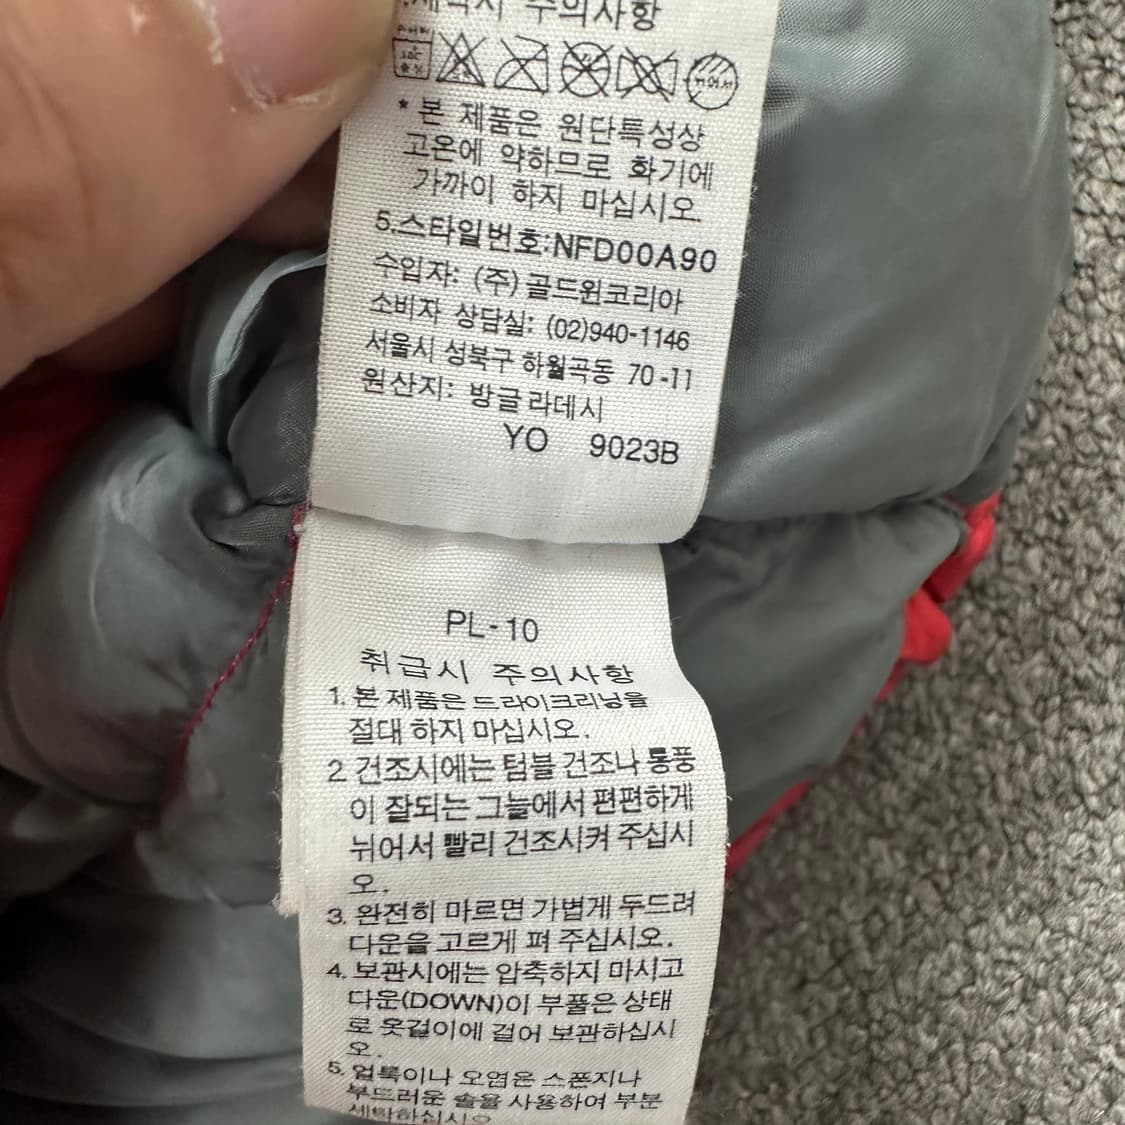 주의사항
* 본 제품은 원단특성상
고온에 약하므로 화기에
가까이 하지 마십시오.
5.스타일번호:NFD00A90
수입자: (주)골드윈코리아
소비자 상담실: (02)940-1146
서울시 성북구 하월곡동 70-11
원산지: 방글라데시
YO 9023B
PL-10
취급시 주의사항
1. 본 제품은 드라이크리닝을
절대 하지 마십시오.
2 건조시에는 텀블 건조나 통풍
이 잘되는 그늘에서 편편하게
뉘어서 빨리 건조시켜 주십시
오.
3. 완전히 마르면 가볍게 두드려
다운을 고르게 펴 주십시오.
4. 보관시에는 압축하지 마시고
다운(DOWN)이 부풀은 상태
로 옷걸이에 걸어 보관하십시
오.
5. 얼룩이나 오염은 스폰지나
부드러운 솔을 사용하여 부분
세탁하십시오.